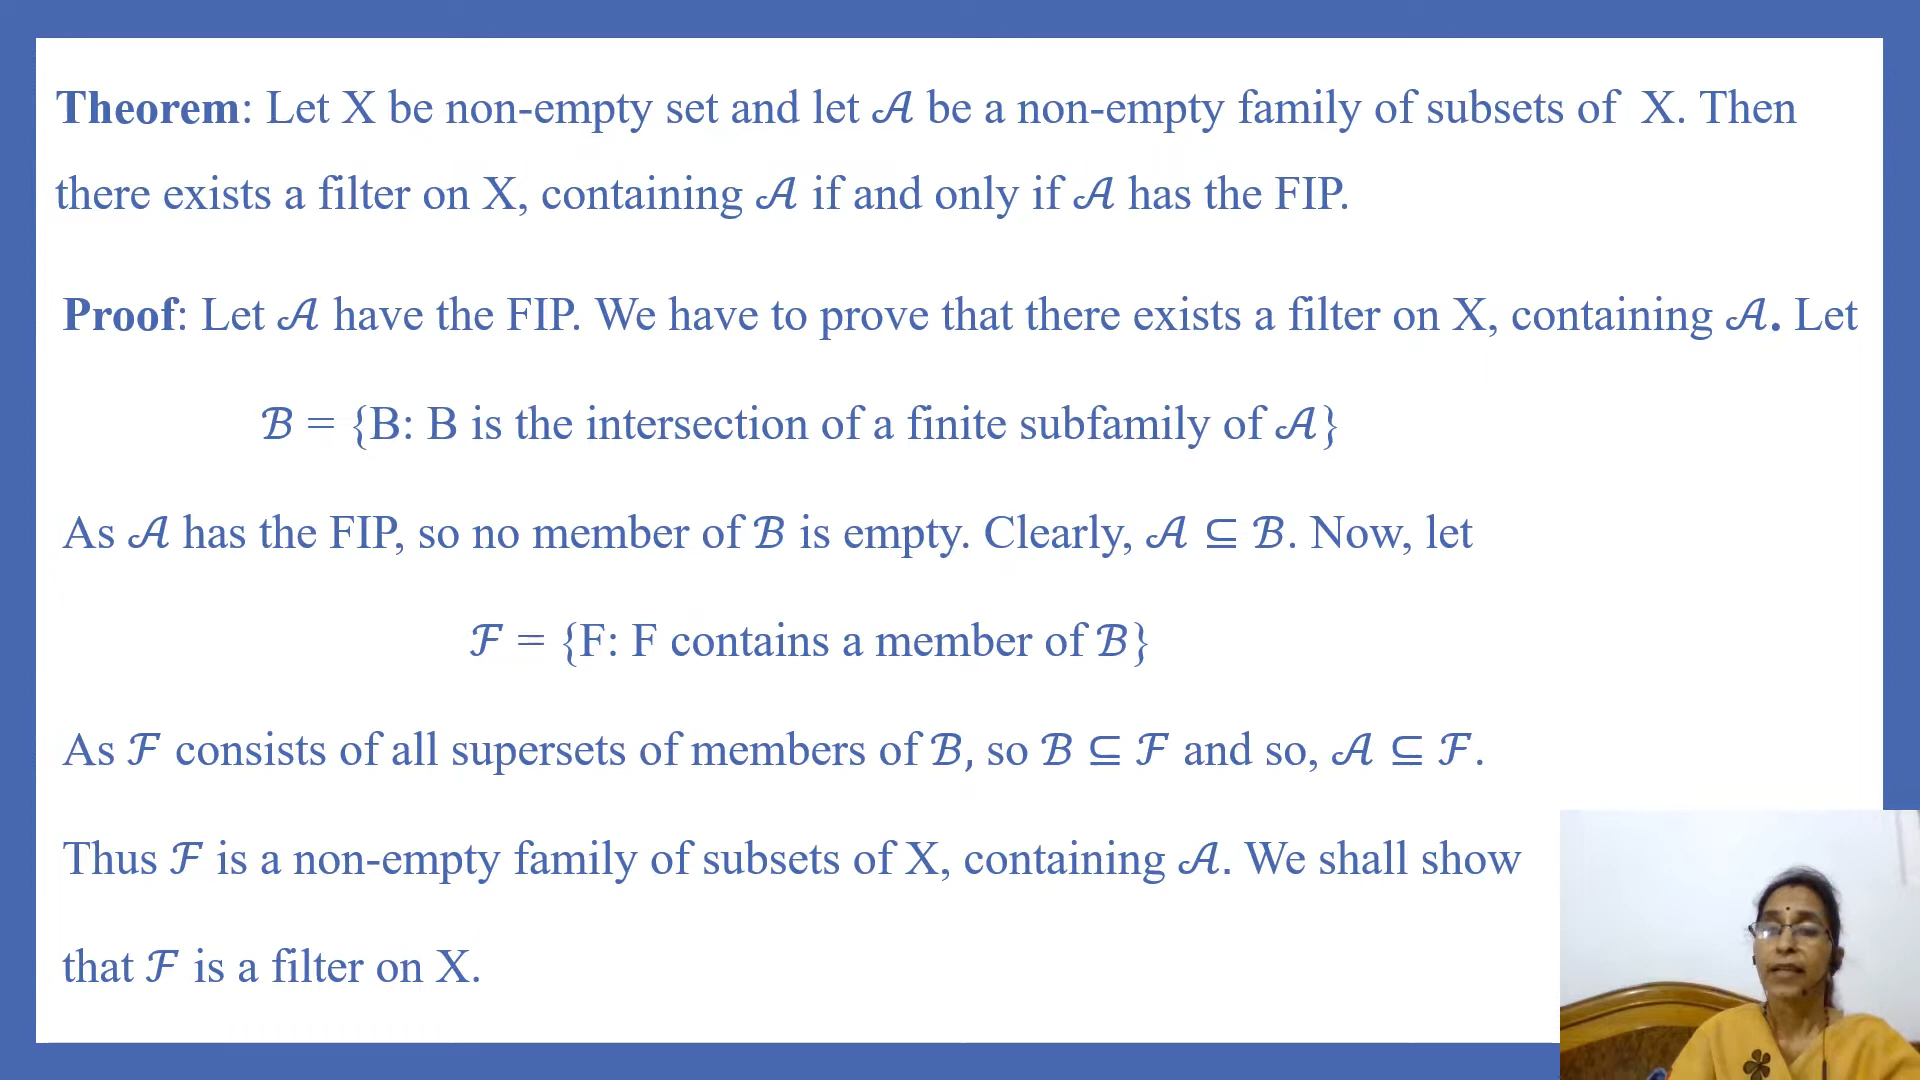 Theorem: Let X be non-empty set and let 𝒜 be a non-empty family of subsets of X. Then
there exists a filter on X, containing 𝒜 if and only if 𝒜 has the FIP.
Proof: Let 𝒜 have the FIP. We have to prove that there exists a filter on X, containing 𝒜. Let
ℬ = {B: B is the intersection of a finite subfamily of 𝒜}
As 𝒜 has the FIP, so no member of ℬ is empty. Clearly, 𝒜 ⊆ ℬ. Now, let
ℱ = {F: F contains a member of ℬ}
As ℱ consists of all supersets of members of ℬ, so ℬ ⊆ ℱ and so, 𝒜 ⊆ ℱ.
Thus ℱ is a non-empty family of subsets of X, containing 𝒜. We shall show
that ℱ is a filter on X.